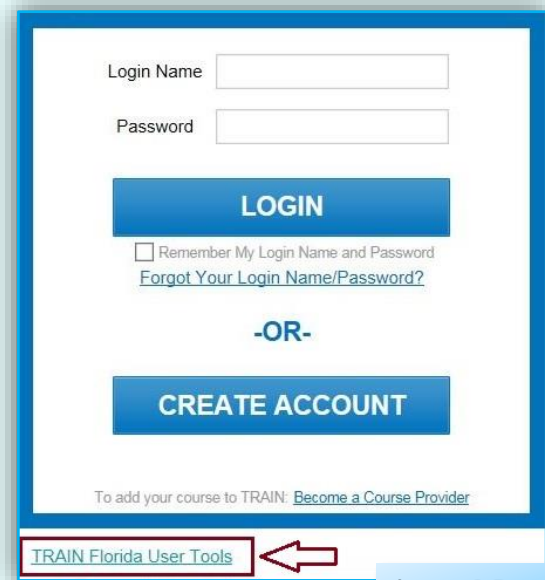 Login Name
Password
LOGIN
Remember My Login Name and Password
Forgot Your Login Name/Password?
-OR-
CREATE ACCOUNT
To add your course to TRAIN: Become a Course Provider
TRAIN Florida User Tools